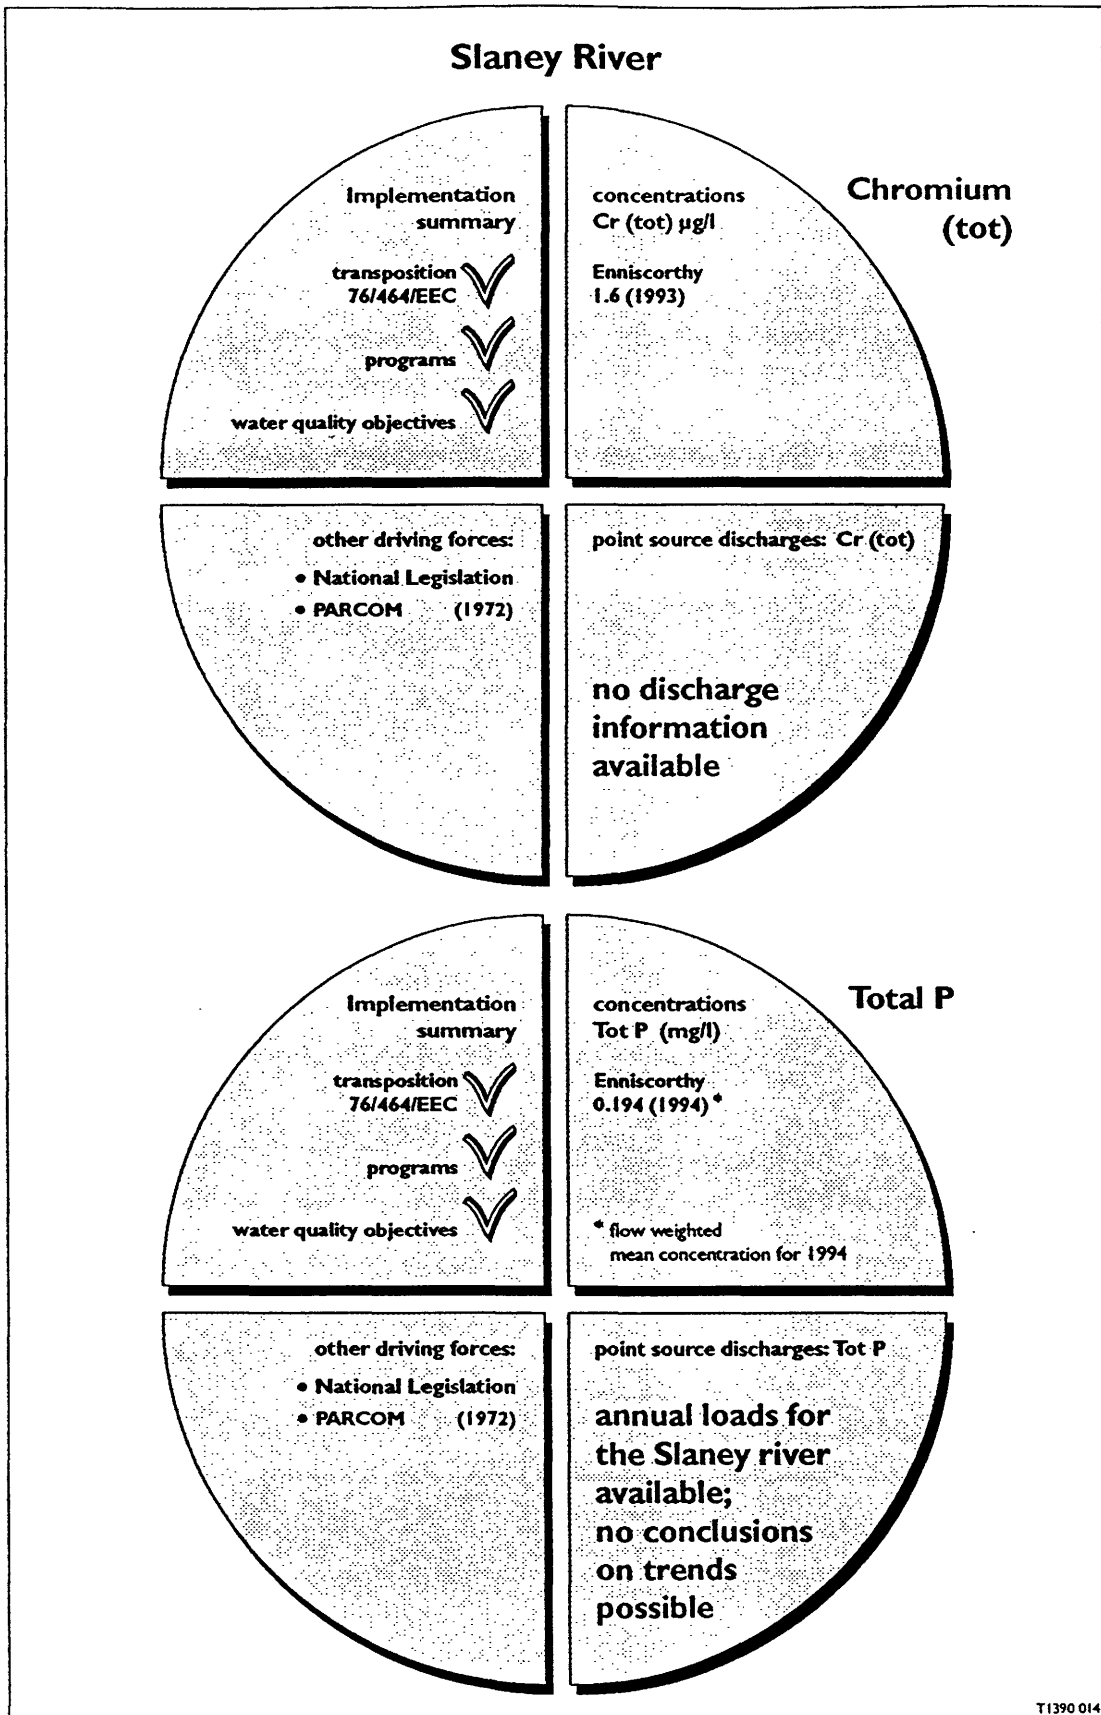 Slaney River
Chromium
(tot)
Implementation
summary
transposition
76/464/EEC
programs
water quality objectives
concentrations
Cr (tot) µg/l
Enniscorthy
1.6 (1993)
other driving forces:
• National Legislation
• PARCOM (1972)
point source discharges: Cr (tot)
no discharge
information
available
Total P
Implementation
summary
transposition
76/464/EEC
programs
water quality objectives
concentrations
Tot P (mg/l)
Enniscorthy
0.194 (1994) *
* flow weighted
mean concentration for 1994
other driving forces:
• National Legislation
• PARCOM (1972)
point source discharges: Tot P
annual loads for
the Slaney river
available;
no conclusions
on trends
possible
T1390 014